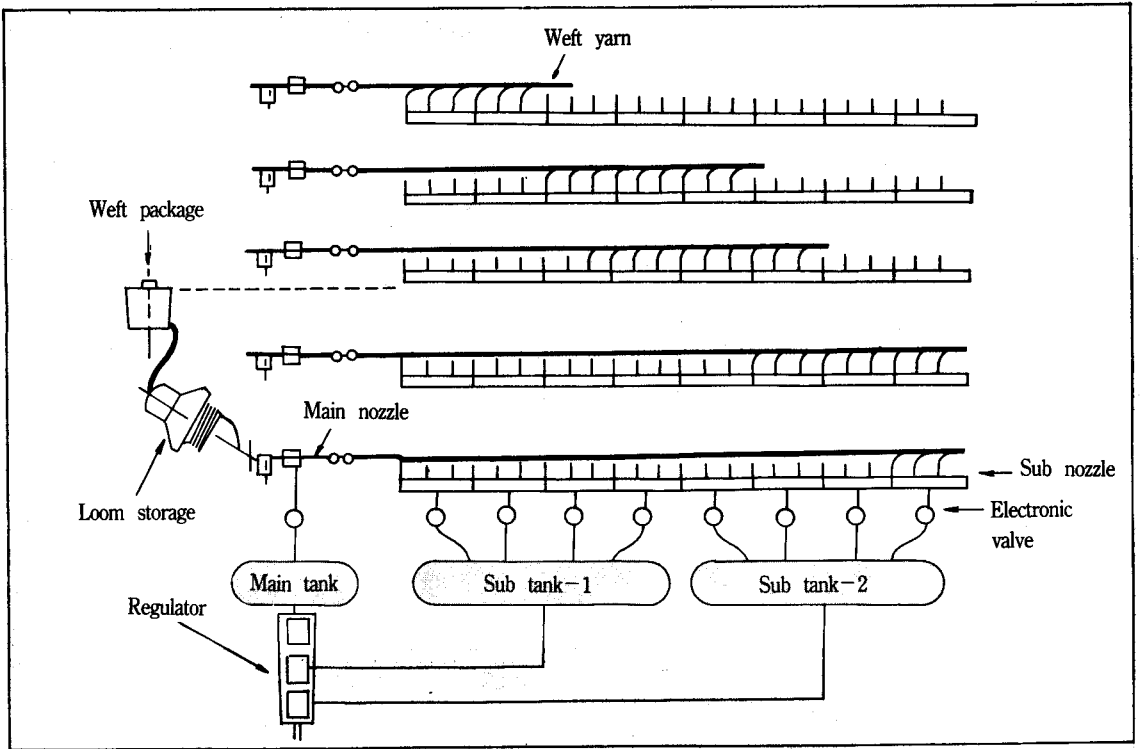 Weft yarn
Weft package
Main nozzle
Loom storage
Sub nozzle
Electronic
valve
Main tank
Sub tank-1
Sub tank-2
Regulator